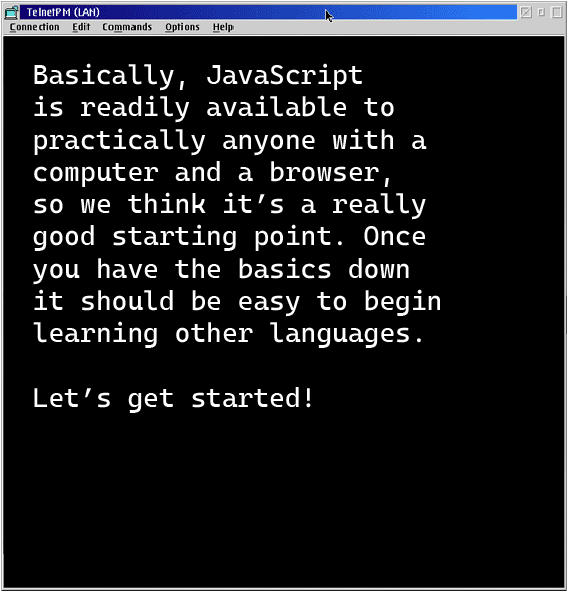 TelnetPM (LAN)
Connection Edit Commands Options Help
Basically, JavaScript
is readily available to
practically anyone with a
computer and a browser,
so we think it’s a really
good starting point. Once
you have the basics down
it should be easy to begin
learning other languages.
Let’s get started!